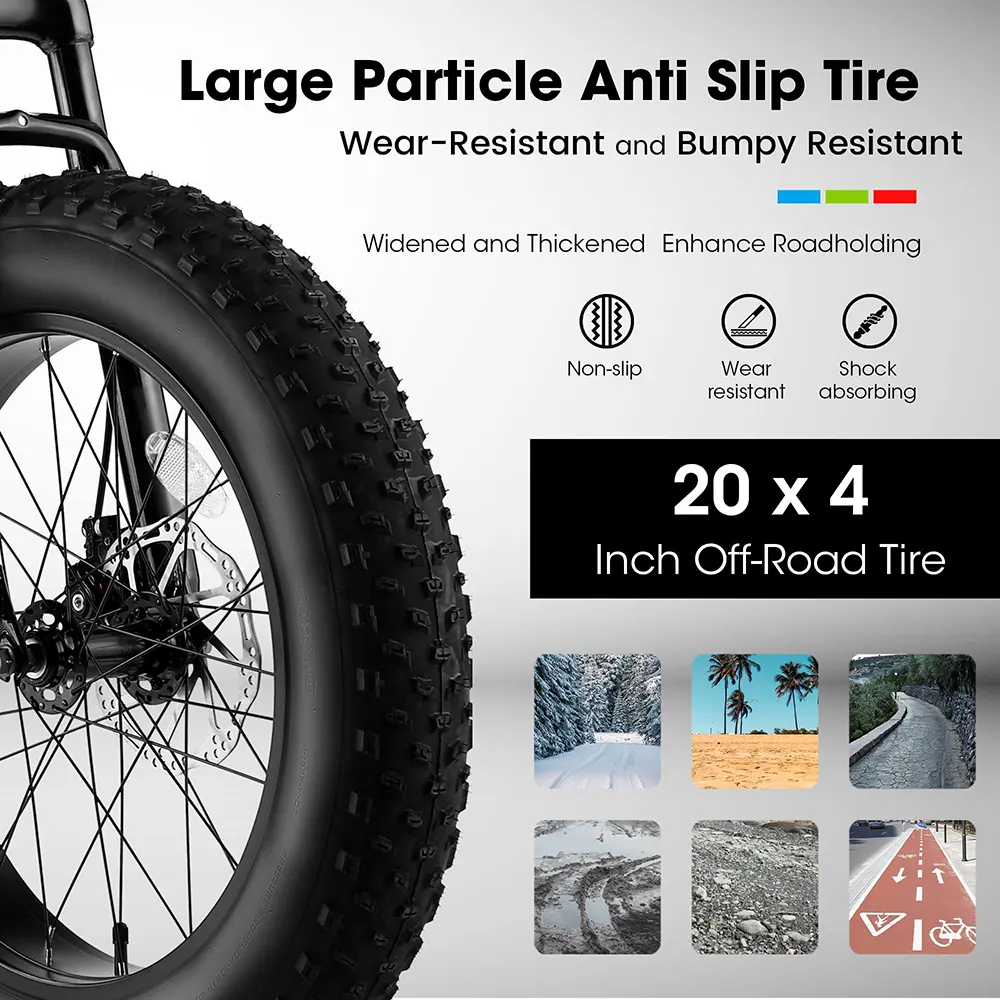 Large Particle Anti Slip Tire
Wear-Resistant and Bumpy Resistant
Widened and Thickened Enhance Roadholding
Non-slip
Wear
resistant
Shock
absorbing
20 x 4
Inch Off-Road Tire